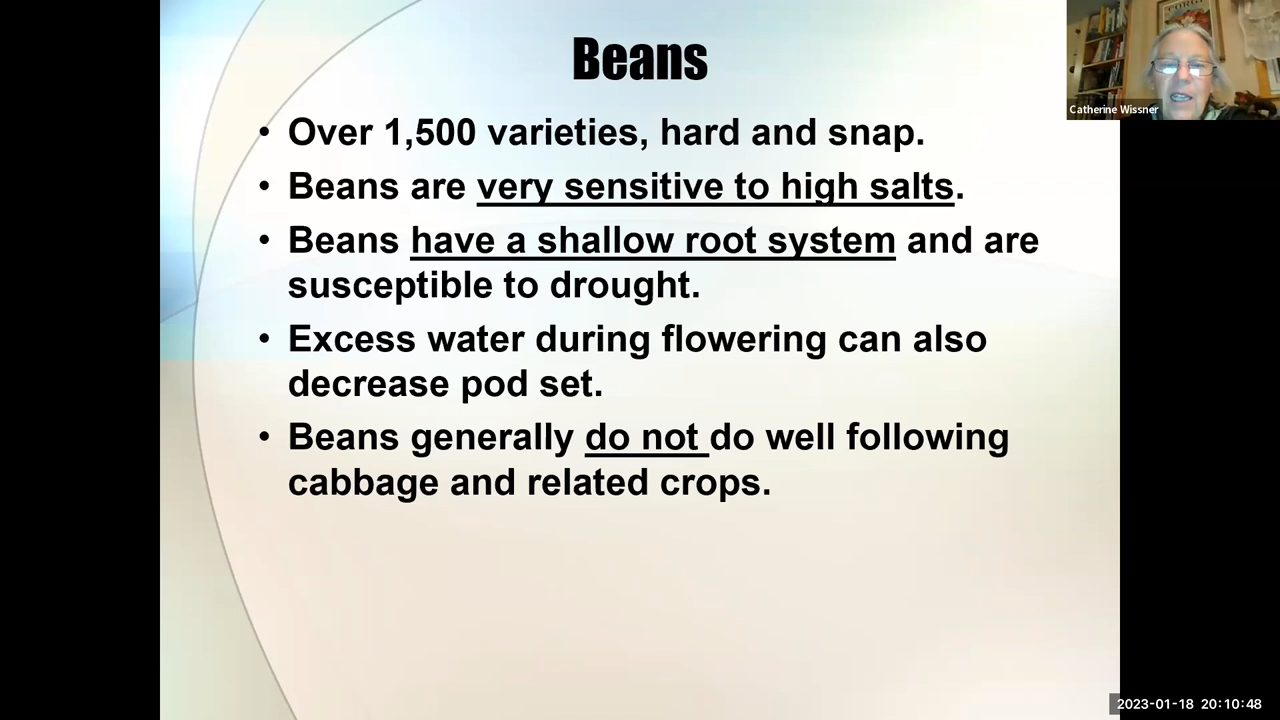 Beans
• Over 1,500 varieties, hard and snap.
• Beans are very sensitive to high salts.
• Beans have a shallow root system and are
susceptible to drought.
• Excess water during flowering can also
decrease pod set.
• Beans generally do not do well following
cabbage and related crops.
CORGI
Catherine Wissner
2023-01-18 20:10:48